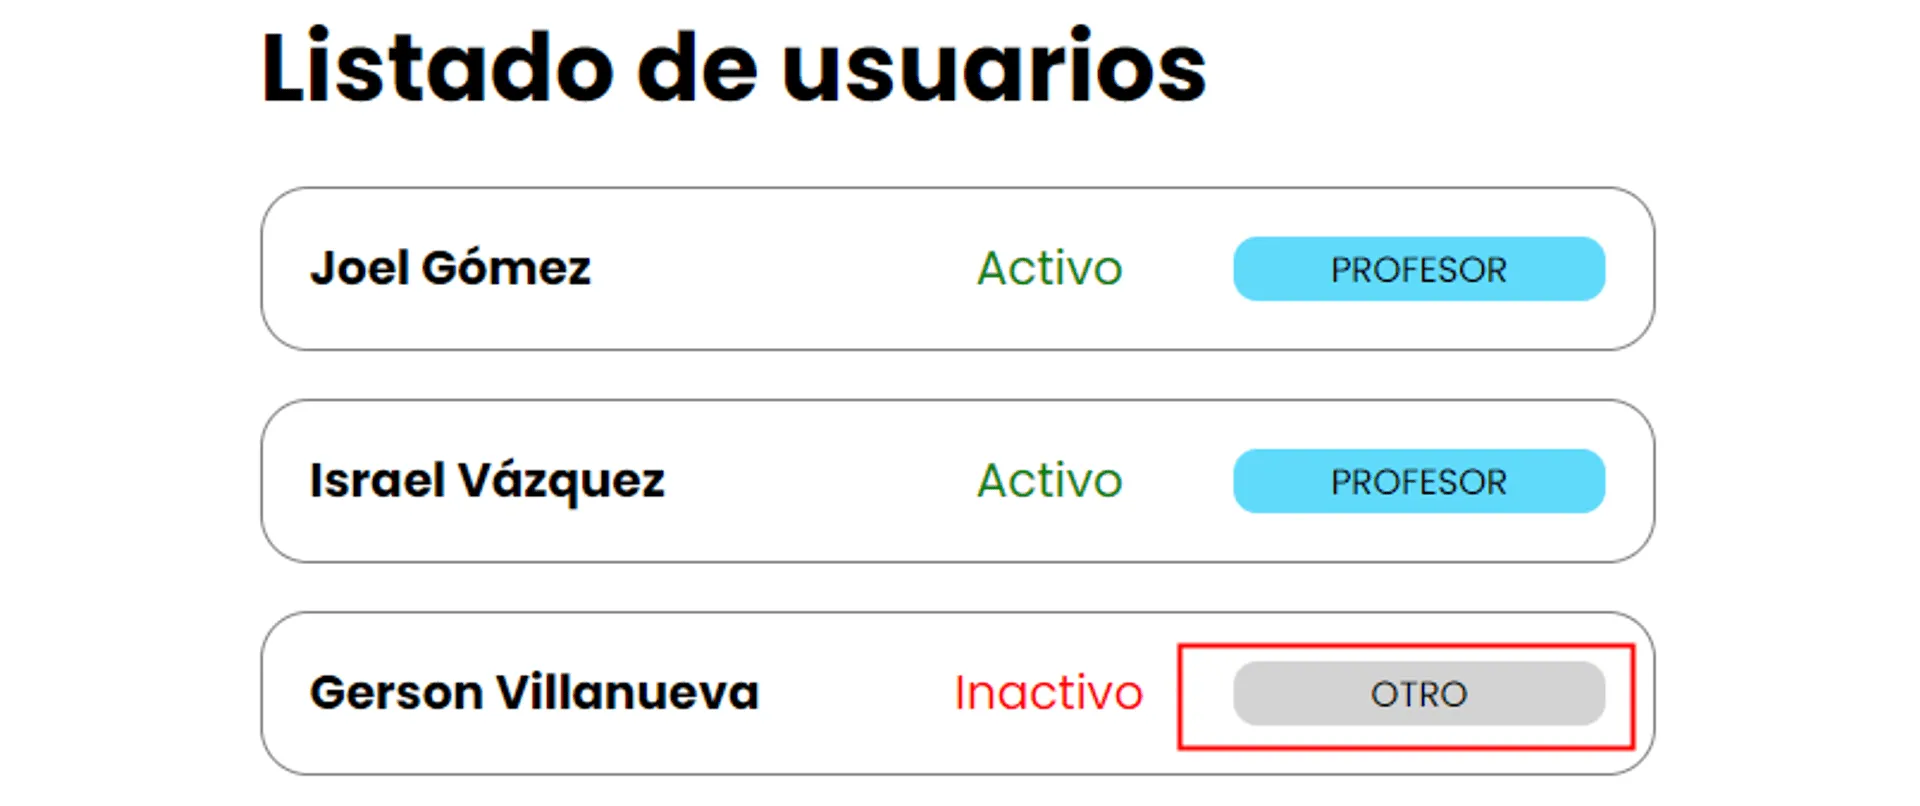 Listado de usuarios
Joel Gómez Activo PROFESOR
Israel Vázquez Activo PROFESOR
Gerson Villanueva Inactivo OTRO